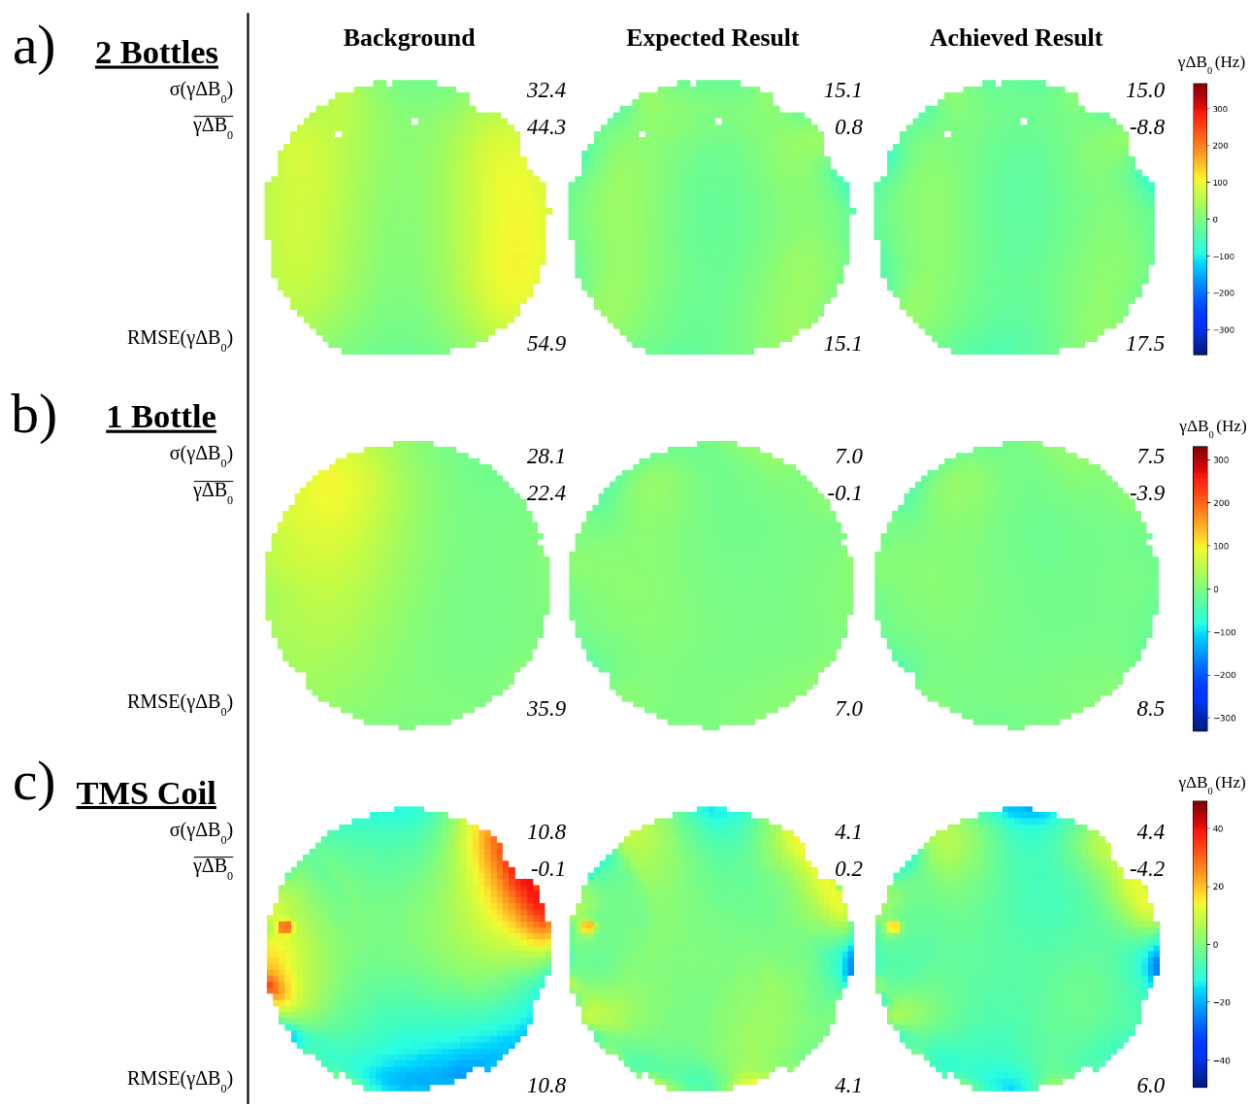 a) 2 Bottles
Background Expected Result Achieved Result
σ(γΔB₀) 32.4 15.1 15.0
γΔB₀ 44.3 0.8 -8.8
RMSE(γΔB₀) 54.9 15.1 17.5
γΔB₀ (Hz)
300
200
100
0
−100
−200
−300
b) 1 Bottle
σ(γΔB₀) 28.1 7.0 7.5
γΔB₀ 22.4 -0.1 -3.9
RMSE(γΔB₀) 35.9 7.0 8.5
γΔB₀ (Hz)
300
200
100
0
−100
−200
−300
c) TMS Coil
σ(γΔB₀) 10.8 4.1 4.4
γΔB₀ -0.1 0.2 -4.2
RMSE(γΔB₀) 10.8 4.1 6.0
γΔB₀ (Hz)
40
20
0
−20
−40